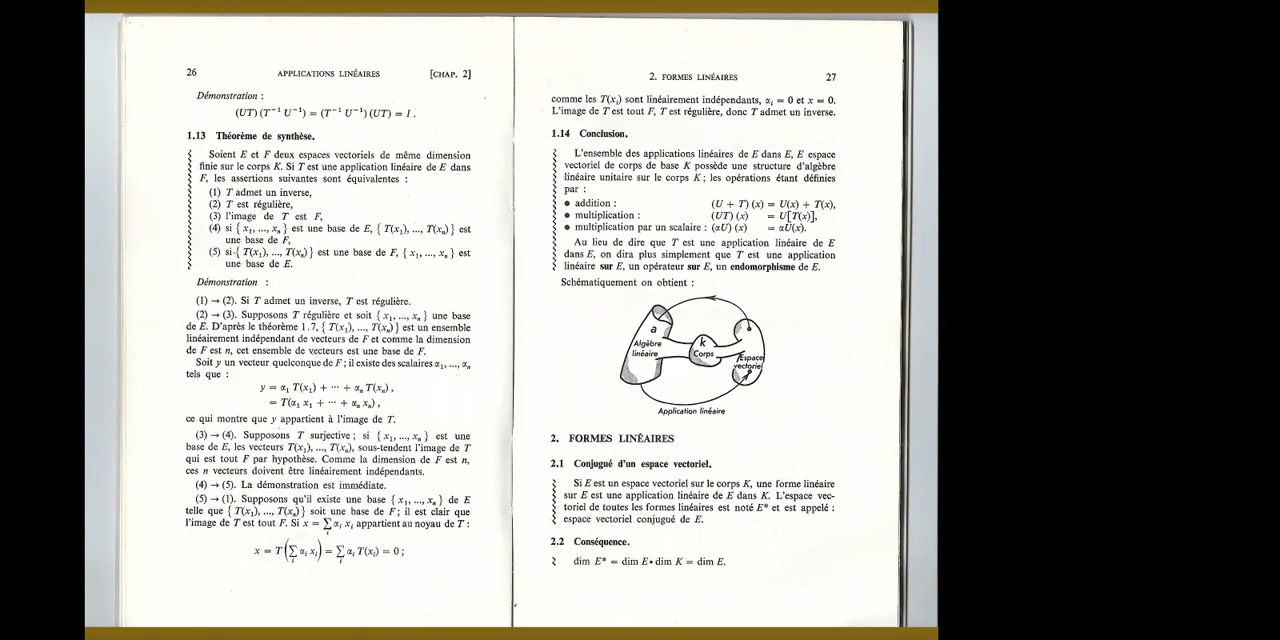 26 APPLICATIONS LINÉAIRES [CHAP. 2]
Démonstration :
(UT) (T⁻¹ U⁻¹) = (T⁻¹ U⁻¹) (UT) = I .
1.13 Théorème de synthèse.
Soient E et F deux espaces vectoriels de même dimension
finie sur le corps K. Si T est une application linéaire de E dans
F, les assertions suivantes sont équivalentes :
(1) T admet un inverse,
(2) T est régulière,
(3) l'image de T est F,
(4) si { x₁, ..., xₙ } est une base de E, { T(x₁), ..., T(xₙ) } est
une base de F,
(5) si { T(x₁), ..., T(xₙ) } est une base de F, { x₁, ..., xₙ } est
une base de E.
Démonstration :
(1) → (2). Si T admet un inverse, T est régulière.
(2) → (3). Supposons T régulière et soit { x₁, ..., xₙ } une base
de E. D'après le théorème 1.7, { T(x₁), ..., T(xₙ) } est un ensemble
linéairement indépendant de vecteurs de F et comme la dimension
de F est n, cet ensemble de vecteurs est une base de F.
Soit y un vecteur quelconque de F ; il existe des scalaires α₁, ..., αₙ
tels que :
y = α₁ T(x₁) + ··· + αₙ T(xₙ) ,
= T(α₁ x₁ + ··· + αₙ xₙ) ,
ce qui montre que y appartient à l'image de T.
(3) → (4). Supposons T surjective ; si { x₁, ..., xₙ } est une
base de E, les vecteurs T(x₁), ..., T(xₙ), sous-tendent l'image de T
qui est tout F par hypothèse. Comme la dimension de F est n,
ces n vecteurs doivent être linéairement indépendants.
(4) → (5). La démonstration est immédiate.
(5) → (1). Supposons qu'il existe une base { x₁, ..., xₙ } de E
telle que { T(x₁), ..., T(xₙ) } soit une base de F ; il est clair que
l'image de T est tout F. Si x = ∑ᵢ αᵢ xᵢ appartient au noyau de T :
x = T(∑ᵢ αᵢ xᵢ) = ∑ᵢ αᵢ T(xᵢ) = 0 ;
2. FORMES LINÉAIRES 27
comme les T(xᵢ) sont linéairement indépendants, αᵢ = 0 et x = 0.
L'image de T est tout F, T est régulière, donc T admet un inverse.
1.14 Conclusion.
L'ensemble des applications linéaires de E dans E, E espace
vectoriel de corps de base K possède une structure d'algèbre
linéaire unitaire sur le corps K ; les opérations étant définies
par :
● addition : (U + T) (x) = U(x) + T(x),
● multiplication : (UT) (x) = U[T(x)],
● multiplication par un scalaire : (αU) (x) = αU(x).
Au lieu de dire que T est une application linéaire de E
dans E, on dira plus simplement que T est une application
linéaire sur E, un opérateur sur E, un endomorphisme de E.
Schématiquement on obtient :
a
Algèbre
linéaire
k
Corps
Espace
vectoriel
Application linéaire
2. FORMES LINÉAIRES
2.1 Conjugué d'un espace vectoriel.
Si E est un espace vectoriel sur le corps K, une forme linéaire
sur E est une application linéaire de E dans K. L'espace vec-
toriel de toutes les formes linéaires est noté E* et est appelé :
espace vectoriel conjugué de E.
2.2 Conséquence.
dim E* = dim E • dim K = dim E.